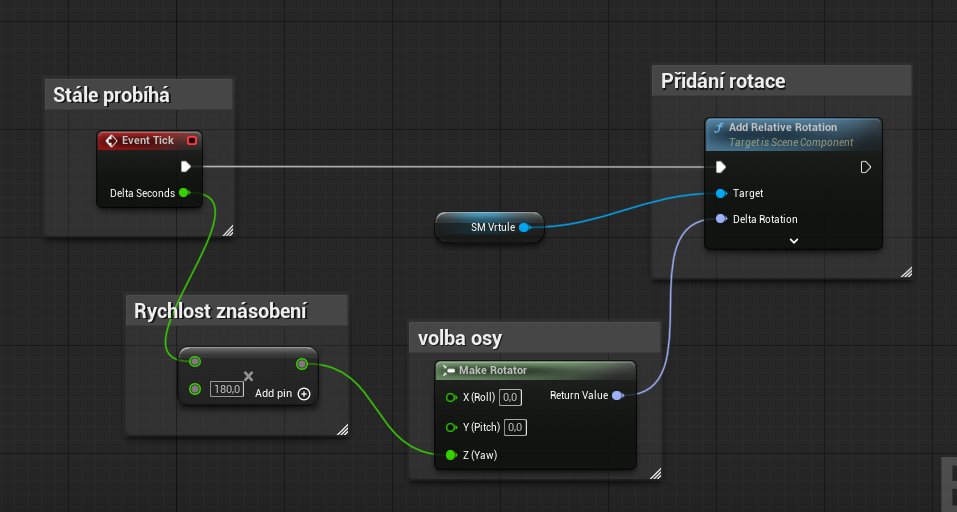 Stále probíhá
Event Tick
Delta Seconds
Přidání rotace
Add Relative Rotation
Target is Scene Component
Target
Delta Rotation
SM Vrtule
Rychlost znásobení
180,0
Add pin
volba osy
Make Rotator
X (Roll) 0,0
Return Value
Y (Pitch) 0,0
Z (Yaw)